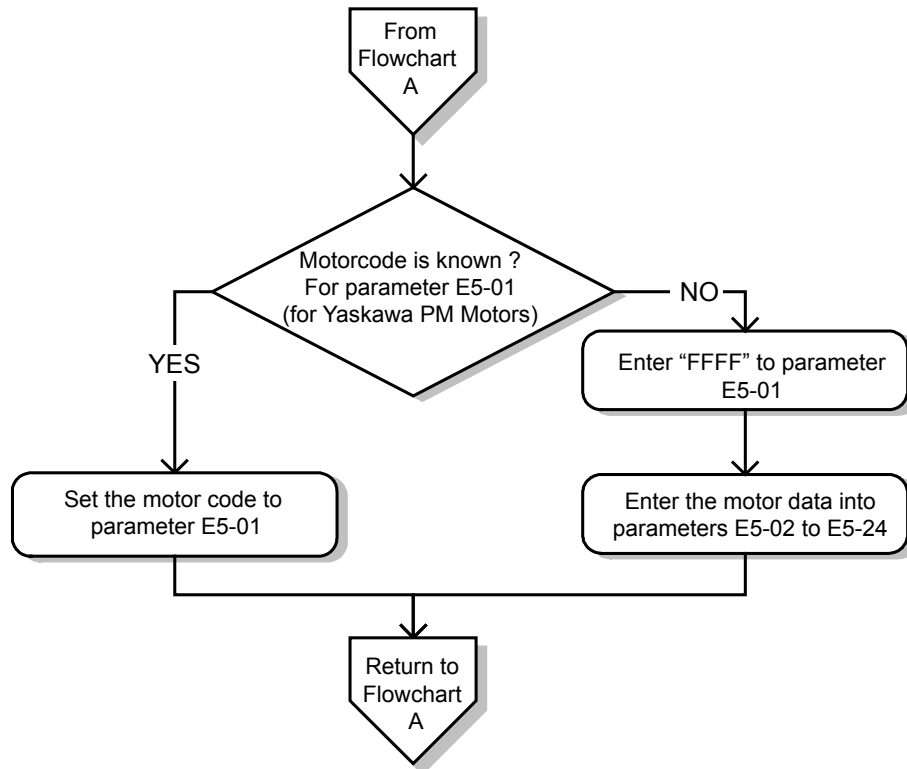 From
Flowchart
A
Motorcode is known ?
For parameter E5-01
(for Yaskawa PM Motors)
NO
YES
Enter “FFFF” to parameter
E5-01
Set the motor code to
parameter E5-01
Enter the motor data into
parameters E5-02 to E5-24
Return to
Flowchart
A